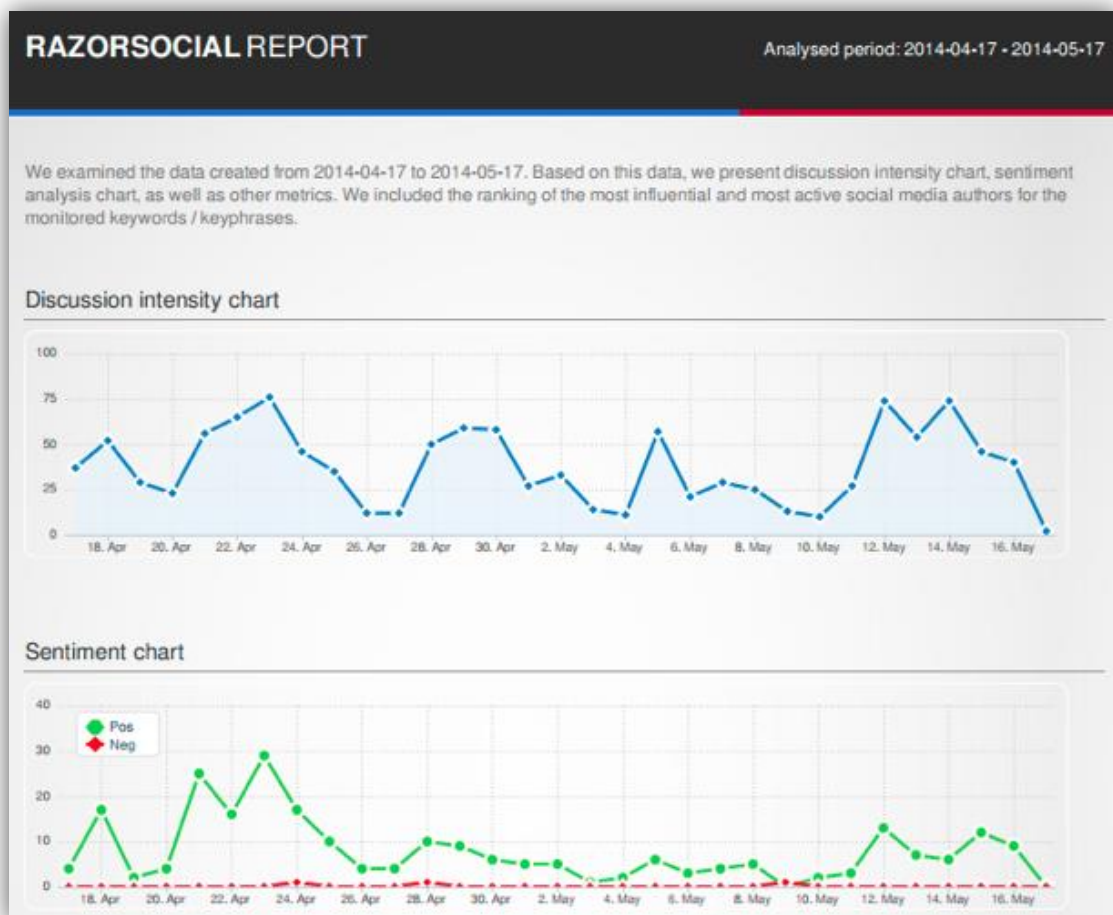 RAZORSOCIAL REPORT
Analysed period: 2014-04-17 - 2014-05-17
We examined the data created from 2014-04-17 to 2014-05-17. Based on this data, we present discussion intensity chart, sentiment
analysis chart, as well as other metrics. We included the ranking of the most influential and most active social media authors for the
monitored keywords / keyphrases.
Discussion intensity chart
100
75
50
25
0
18. Apr 20. Apr 22. Apr 24. Apr 26. Apr 28. Apr 30. Apr 2. May 4. May 6. May 8. May 10. May 12. May 14. May 16. May
Sentiment chart
40
Pos
Neg
30
20
10
0
18. Apr 20. Apr 22. Apr 24. Apr 26. Apr 28. Apr 30. Apr 2. May 4. May 6. May 8. May 10. May 12. May 14. May 16. May